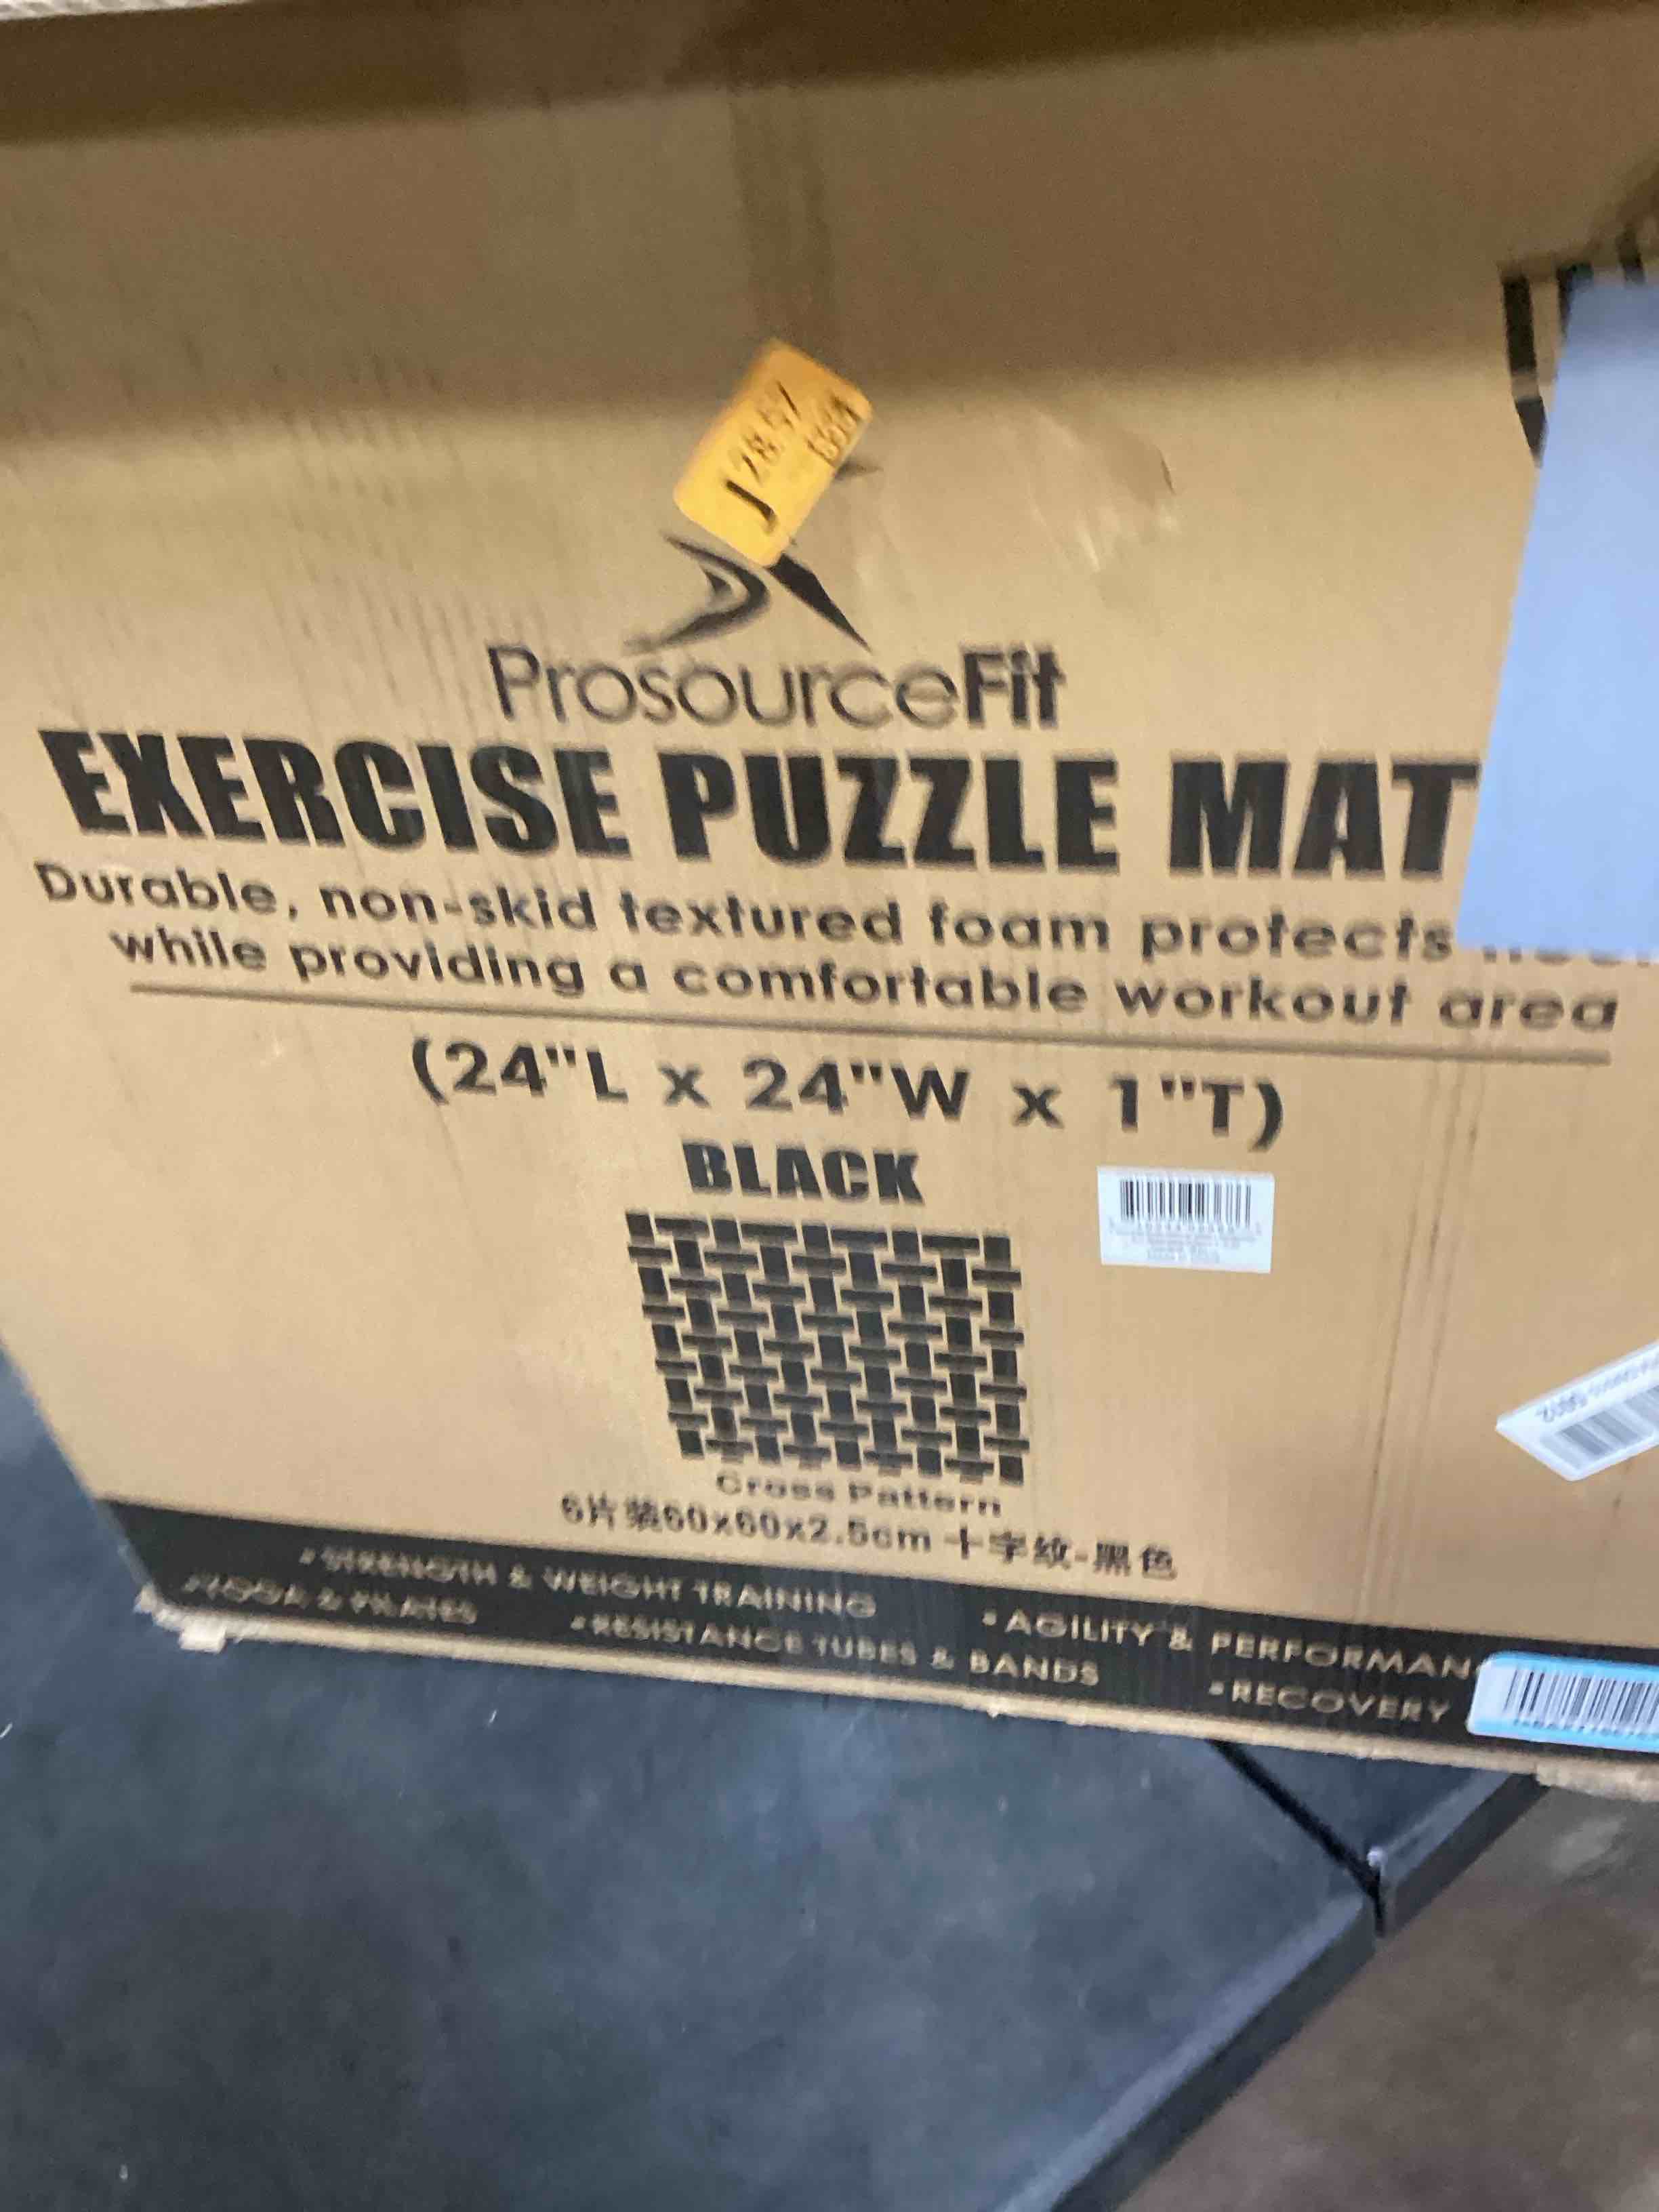 ProsourceFit
EXERCISE PUZZLE MAT
Durable, non-skid textured foam protects
while providing a comfortable workout area
(24"L x 24"W x 1"T)
BLACK
Cross Pattern
6片装60x60x2.5cm 十字纹-黑色
•STRENGTH & WEIGHT TRAINING •AGILITY & PERFORMAN
•YOGA & PILATES •RESISTANCE TUBES & BANDS •RECOVERY